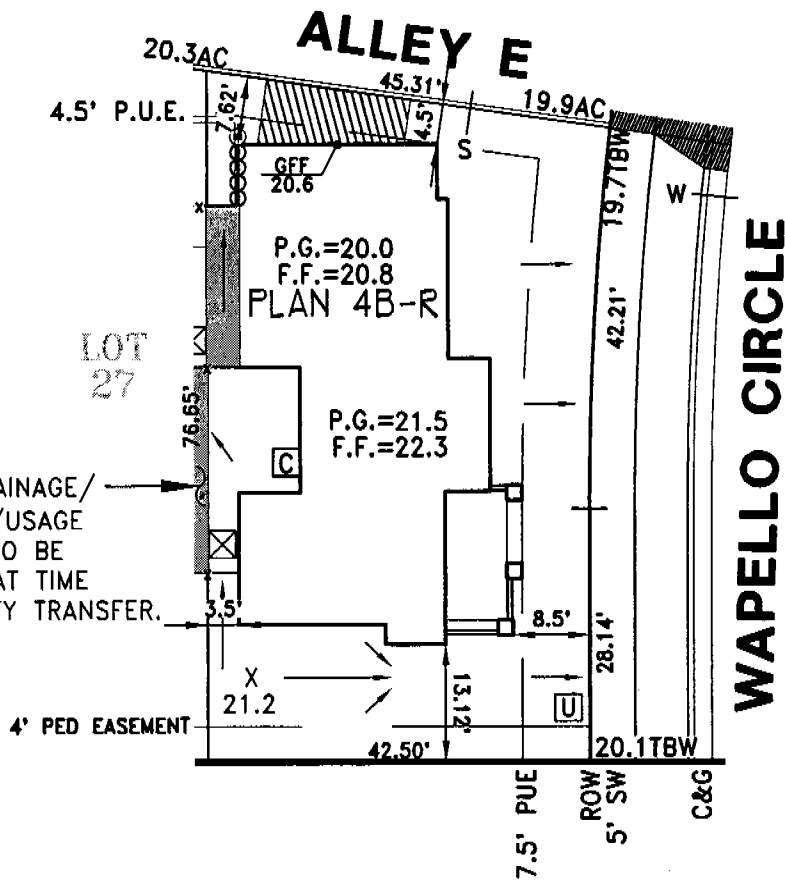 ALLEY E
20.3AC
45.31'
19.9AC
4.5' P.U.E.
7.62'
4.5'
S
GFF
20.6
19.7TBW
W
P.G.=20.0
F.F.=20.8
PLAN 4B-R
42.21'
WAPELLO CIRCLE
LOT
27
76.65'
P.G.=21.5
F.F.=22.3
C
AINAGE/
/USAGE
O BE
AT TIME
TY TRANSFER.
3.5'
8.5'
28.14'
X
21.2
13.12'
U
4' PED EASEMENT
42.50'
20.1TBW
7.5' PUE
ROW
5' SW
C&G